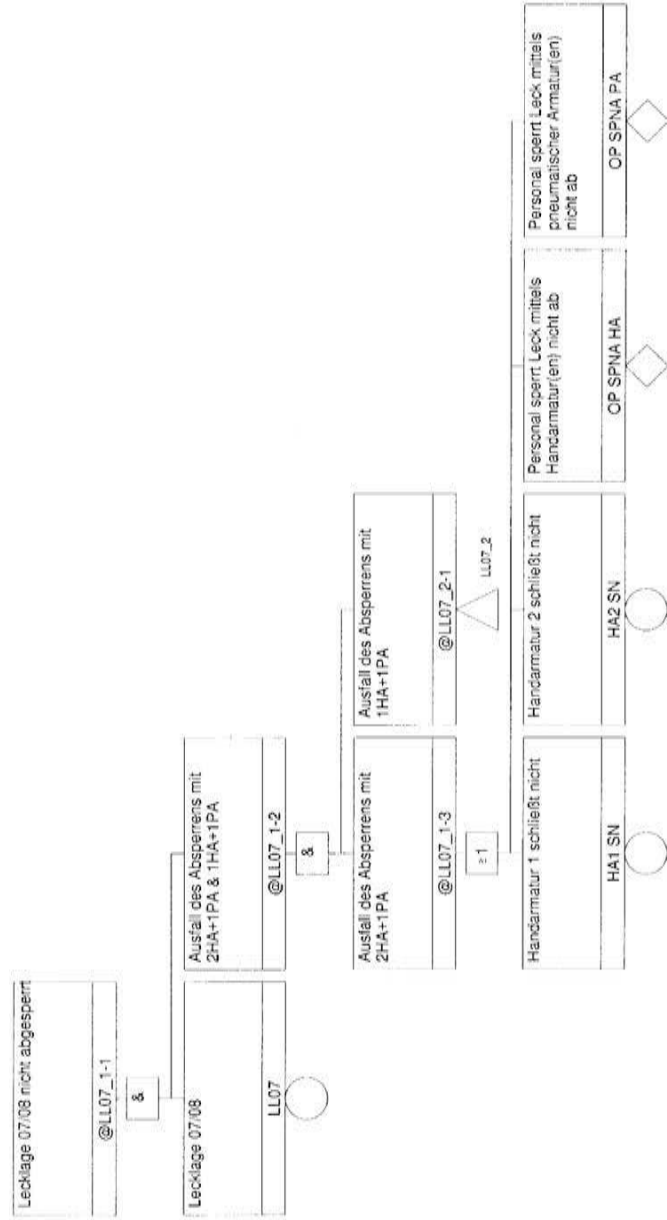 Lecklage 07/08 nicht abgesperrt
@LL07_1-1
&
Lecklage 07/08
LL07
Ausfall des Absperrens mit
2HA+1PA & 1HA+1PA
@LL07_1-2
&
Ausfall des Absperrens mit
2HA+1PA
@LL07_1-3
≥1
Ausfall des Absperrens mit
1HA+1PA
@LL07_2-1
LL07_2
Handarmatur 1 schließt nicht
HA1 SN
Handarmatur 2 schließt nicht
HA2 SN
Personal sperrt Leck mittels
Handarmatur(en) nicht ab
OP SPNA HA
Personal sperrt Leck mittels
pneumatischer Armatur(en)
nicht ab
OP SPNA PA